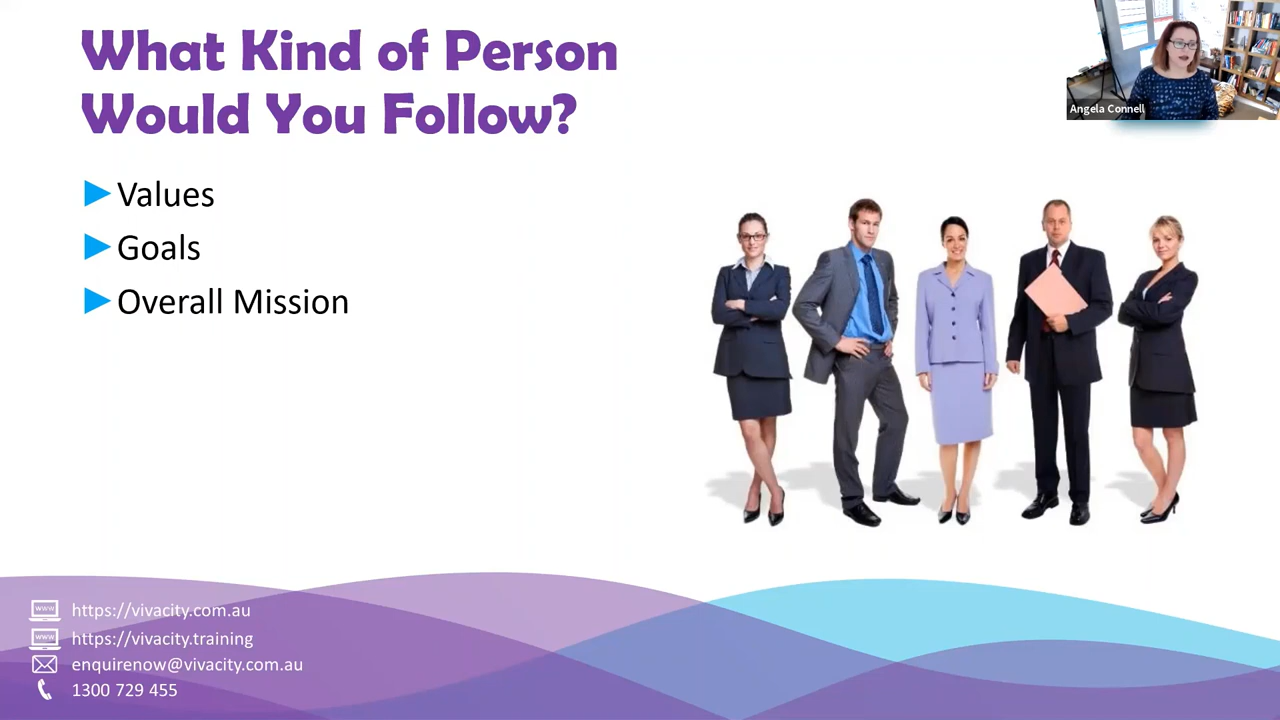 What Kind of Person
Would You Follow?
Angela Connell
Values
Goals
Overall Mission
https://vivacity.com.au
https://vivacity.training
enquirenow@vivacity.com.au
1300 729 455